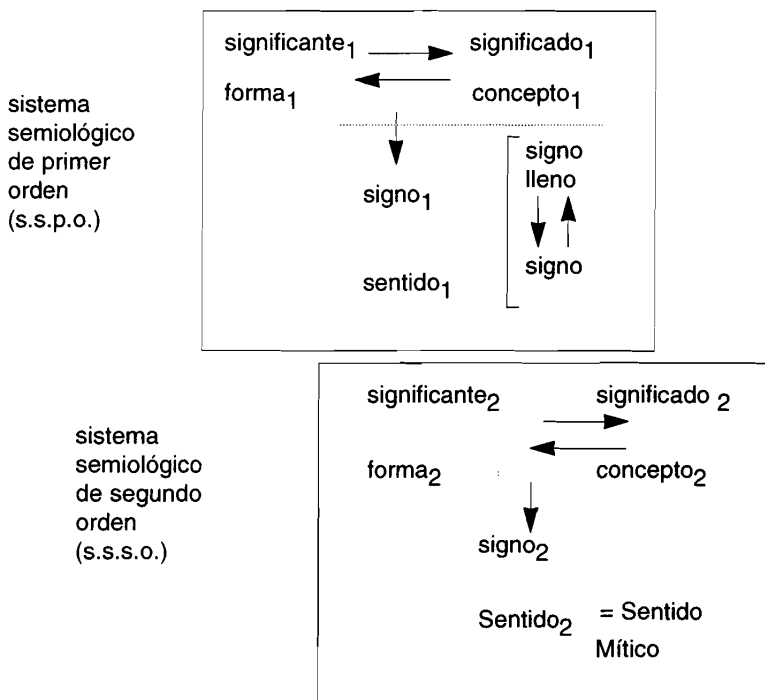 significante1 significado1
forma1 concepto1
sistema
semiológico
de primer
orden
(s.s.p.o.)
signo1
sentido1
signo
lleno
signo
significante2 significado 2
forma2 concepto2
sistema
semiológico
de segundo
orden
(s.s.s.o.)
signo2
Sentido2 = Sentido
Mítico